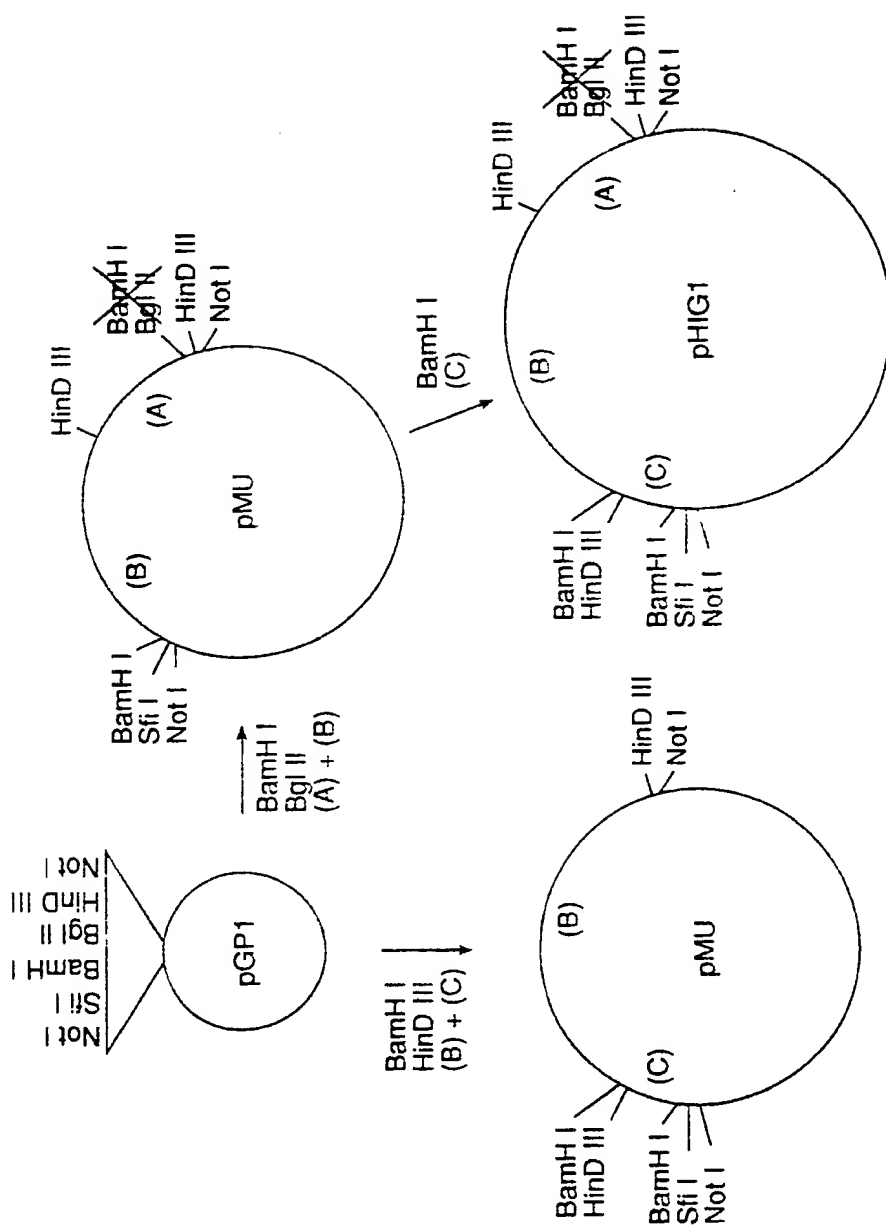 Not I
Sfi I
BamH I
Bgl II
HinD III
Not I
pGP1
BamH I
Bgl II
(A) + (B)
BamH I
Sfi I
Not I
(B)
HinD III
(A)
BamH I
Bgl II
HinD III
Not I
pMU
BamH I
HinD III
(B) + (C)
BamH I
(C)
BamH I
HinD III
(C)
BamH I
Sfi I
Not I
(B)
HinD III
Not I
pMU
BamH I
HinD III
(C)
BamH I
Sfi I
Not I
(B)
HinD III
(A)
BamH I
Bgl II
HinD III
Not I
pHIG1